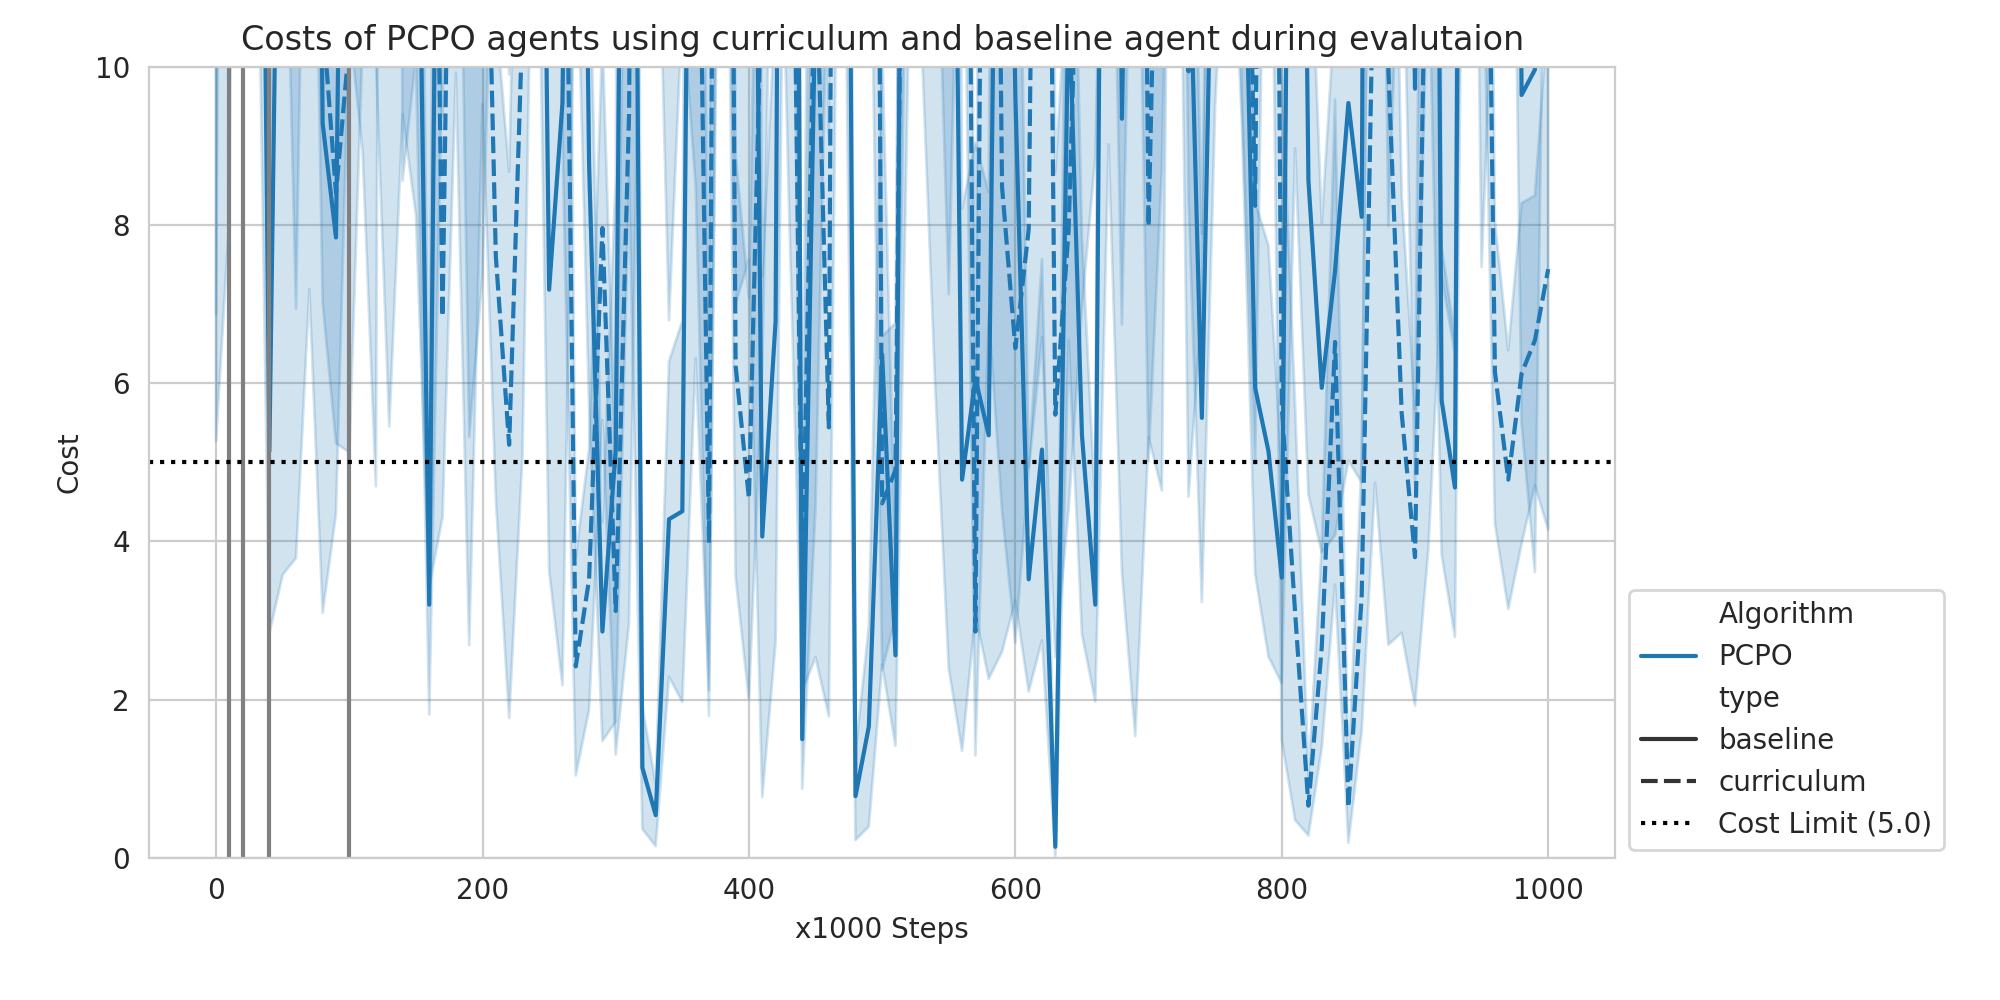 Costs of PCPO agents using curriculum and baseline agent during evalutaion
10
8
6
4
2
0
Cost
0 200 400 600 800 1000
x1000 Steps
Algorithm
PCPO
type
baseline
curriculum
Cost Limit (5.0)